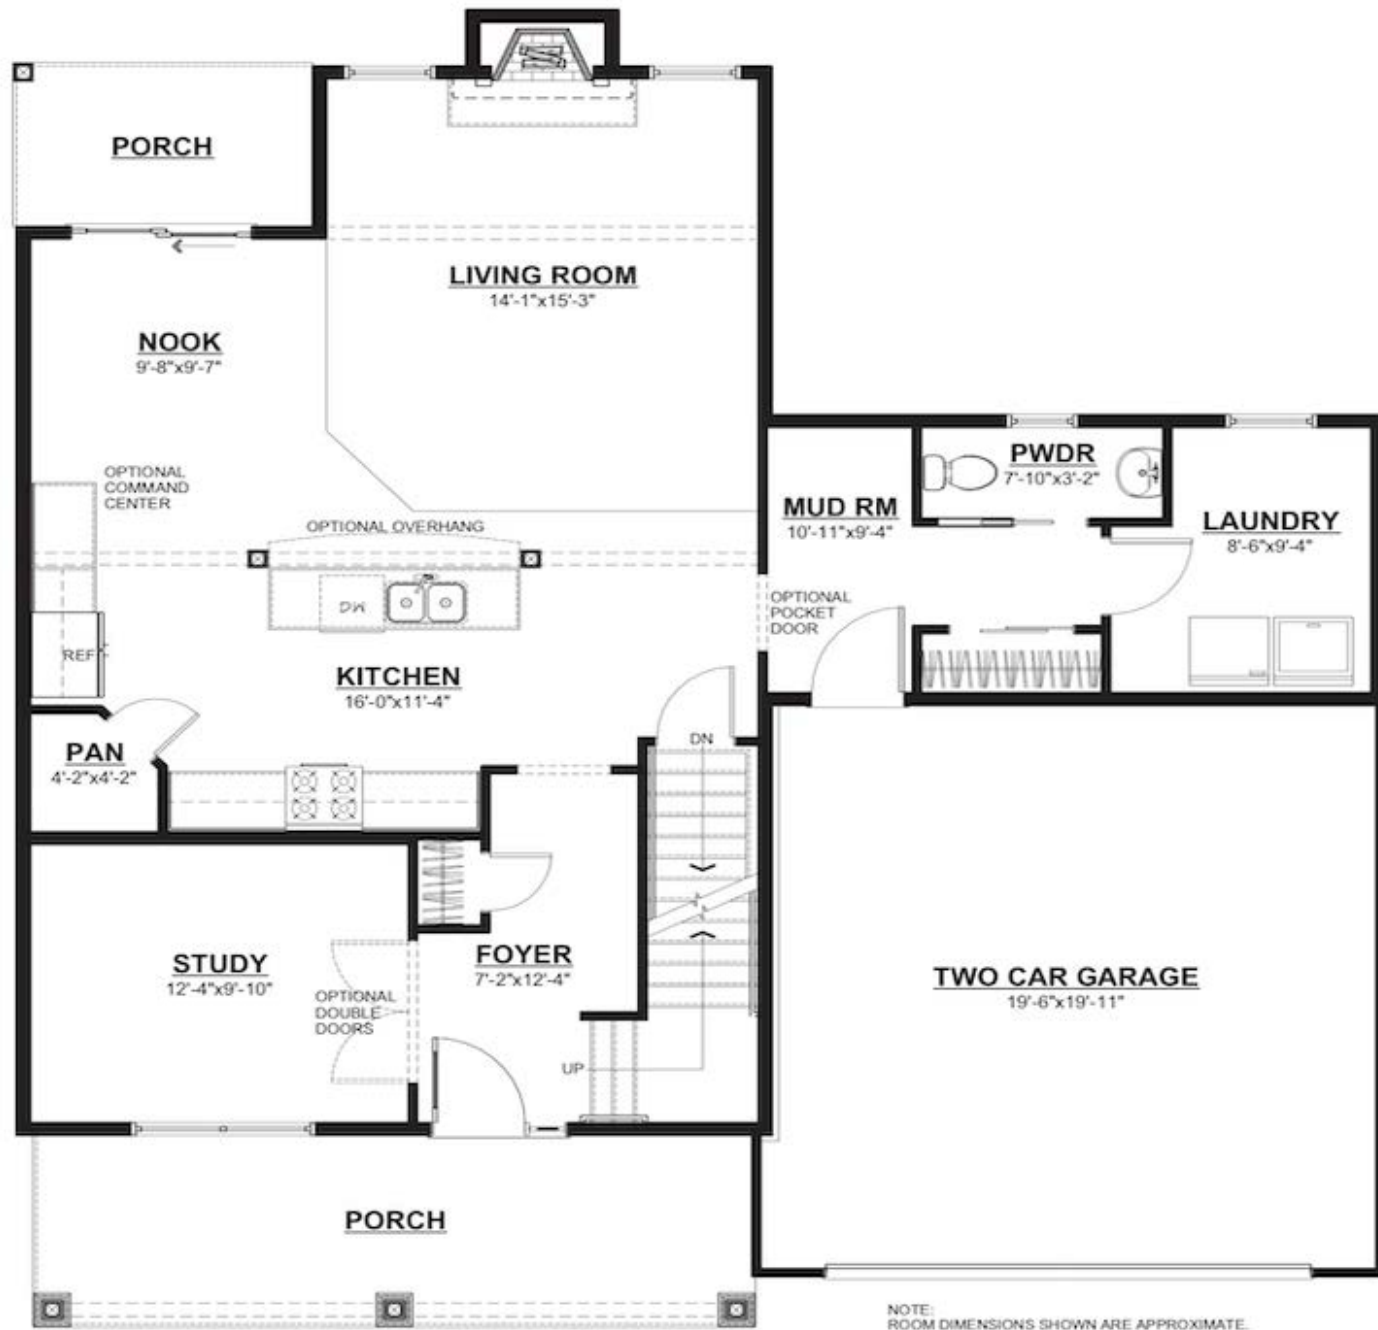 PORCH
LIVING ROOM
14'-1"x15'-3"
NOOK
9'-8"x9'-7"
OPTIONAL
COMMAND
CENTER
OPTIONAL OVERHANG
PWDR
7'-10"x3'-2"
MUD RM
10'-11"x9'-4"
LAUNDRY
8'-6"x9'-4"
OPTIONAL
POCKET
DOOR
REF
KITCHEN
16'-0"x11'-4"
PAN
4'-2"x4'-2"
DN
STUDY
12'-4"x9'-10"
OPTIONAL
DOUBLE
DOORS
FOYER
7'-2"x12'-4"
UP
TWO CAR GARAGE
19'-6"x19'-11"
PORCH
NOTE:
ROOM DIMENSIONS SHOWN ARE APPROXIMATE.